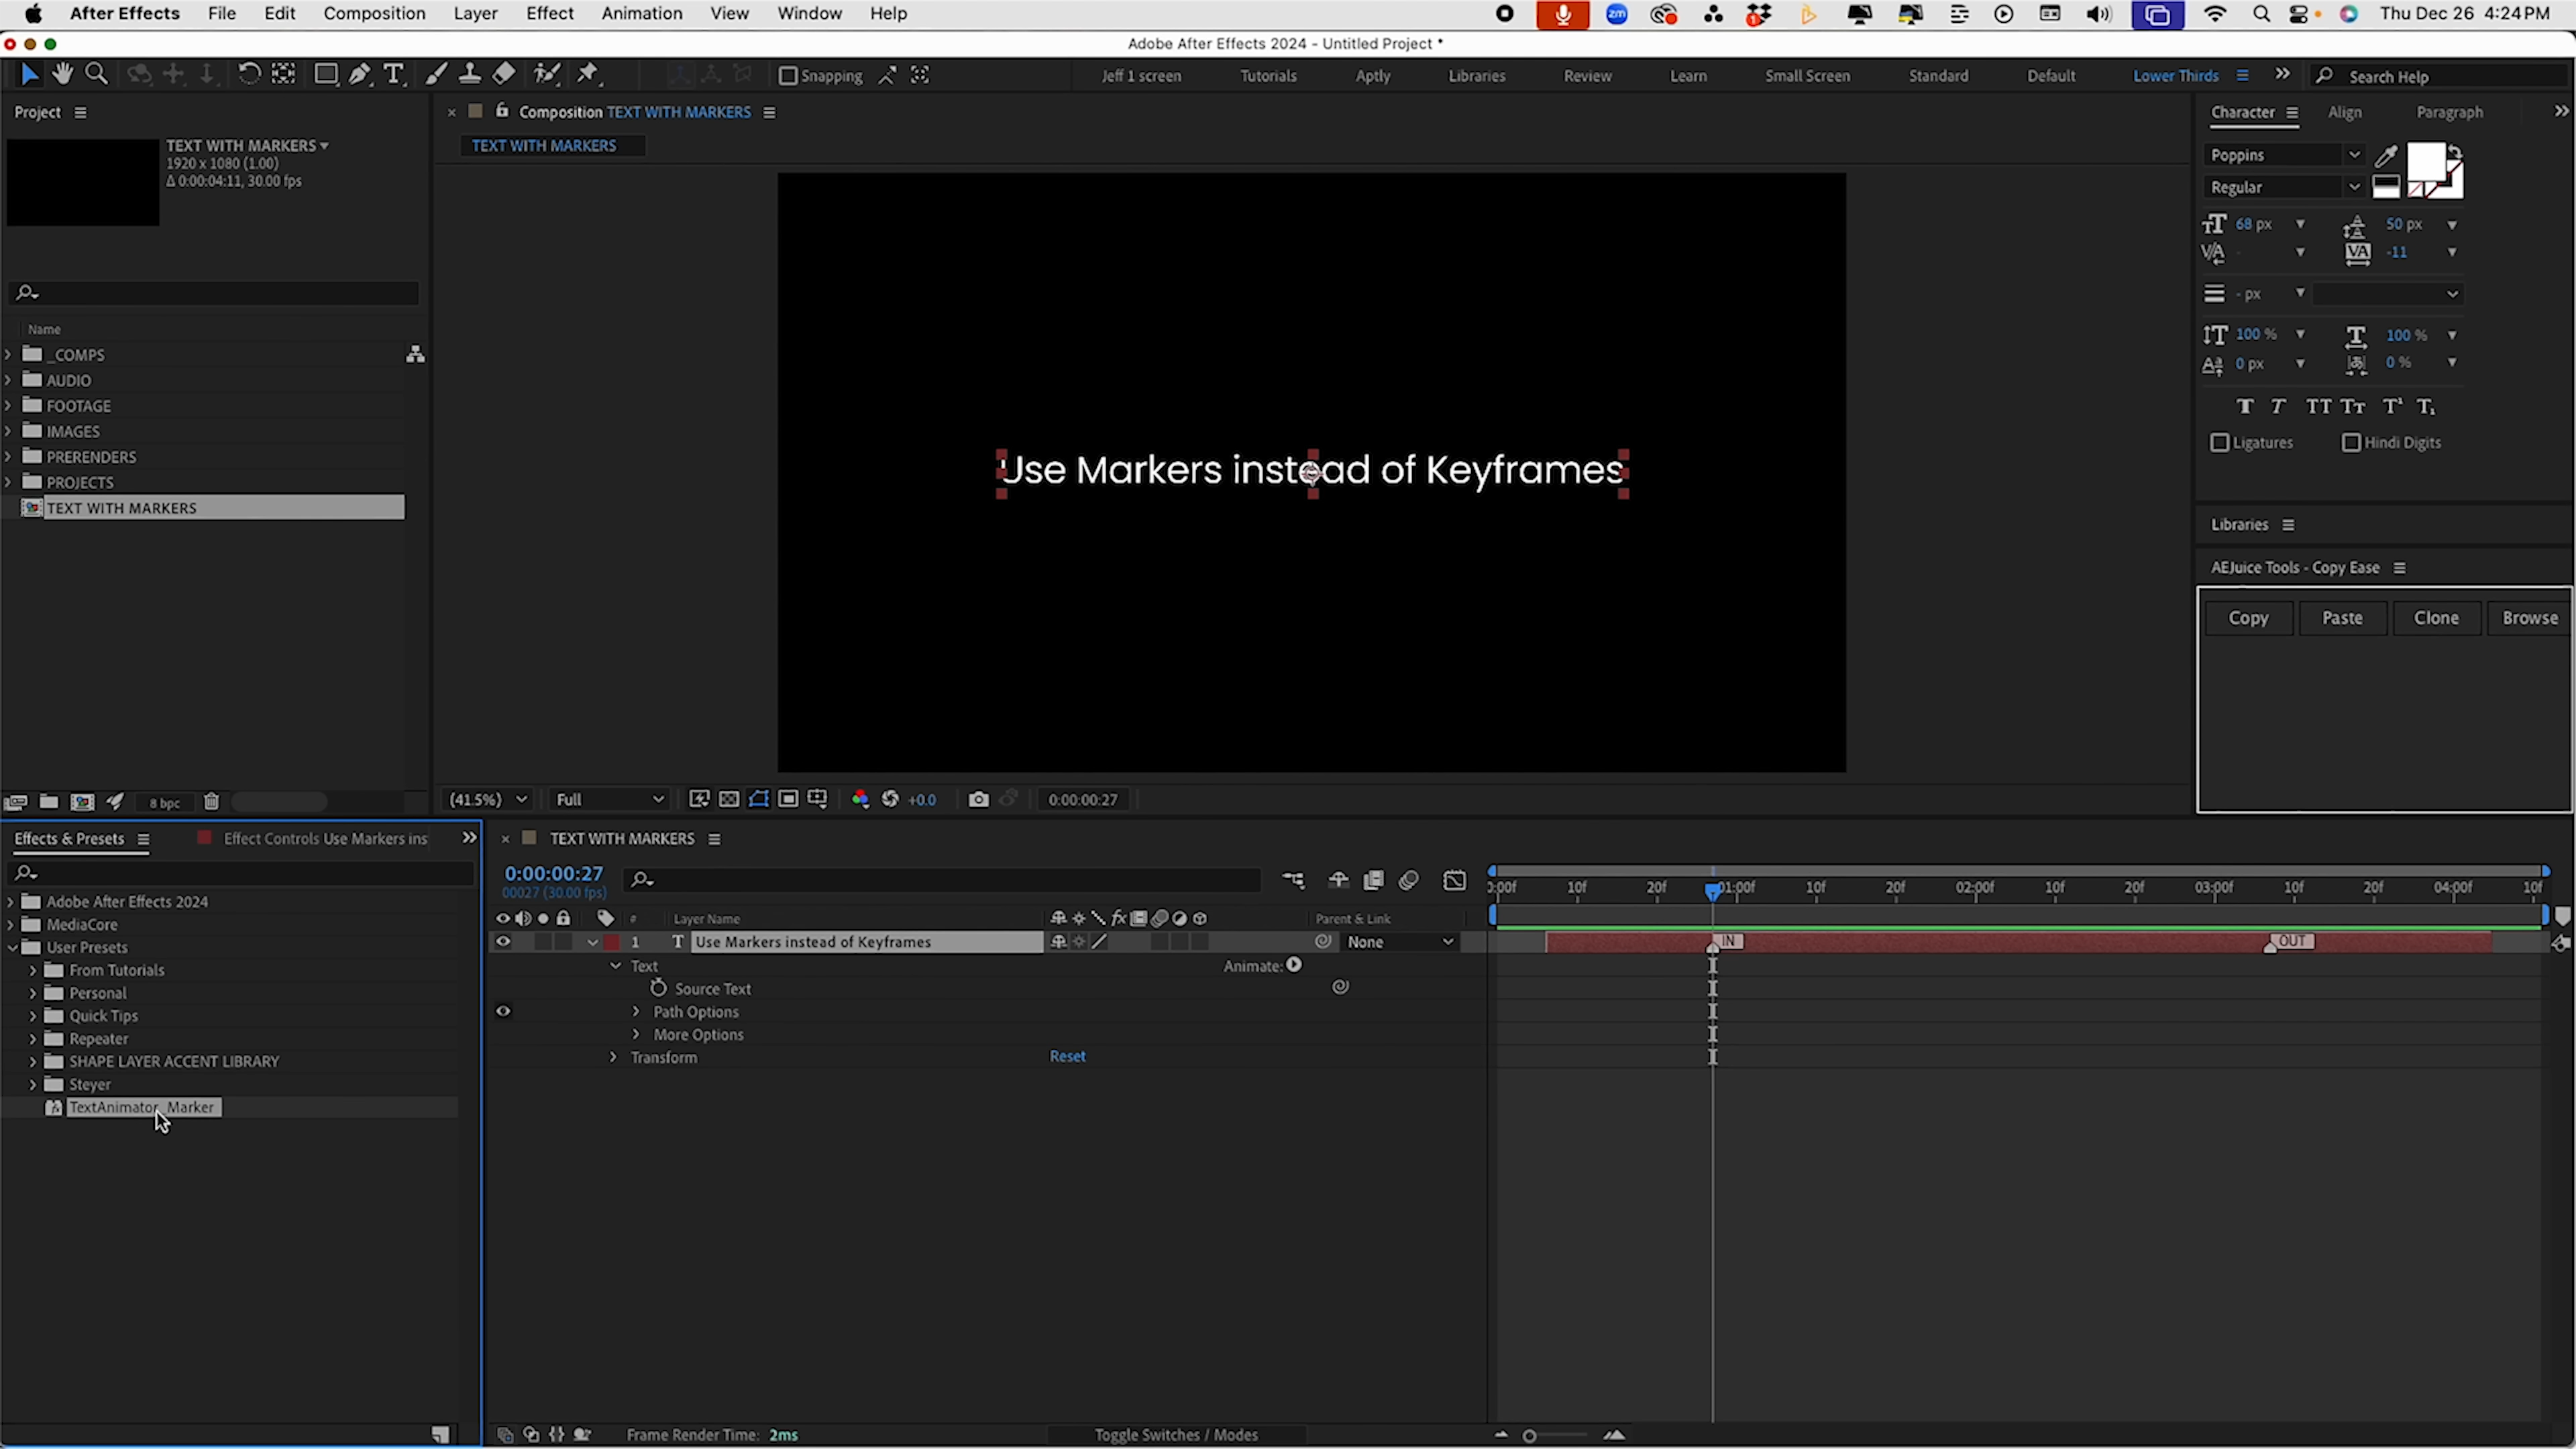 After Effects File Edit Composition Layer Effect Animation View Window Help
zm 1 Thu Dec 26 4:24 PM
Adobe After Effects 2024 - Untitled Project *
Snapping Jeff 1 screen Tutorials Aptly Libraries Review Learn Small Screen Standard Default Lower Thirds Search Help
Project
TEXT WITH MARKERS
1920 x 1080 (1.00)
Δ 0:00:04:11, 30.00 fps
Name
_COMPS
AUDIO
FOOTAGE
IMAGES
PRERENDERS
PROJECTS
TEXT WITH MARKERS
8 bpc
Composition TEXT WITH MARKERS
TEXT WITH MARKERS
Use Markers instead of Keyframes
(41.5%) Full +0.0 0:00:00:27
Character Align Paragraph
Poppins
Regular
68 px 50 px
- -11
- px
100 % 100 %
0 px 0 %
T T TT Tт T¹ T₁
Ligatures Hindi Digits
Libraries
AEJuice Tools - Copy Ease
Copy Paste Clone Browse
Effects & Presets Effect Controls Use Markers ins
Adobe After Effects 2024
MediaCore
User Presets
From Tutorials
Personal
Quick Tips
Repeater
SHAPE LAYER ACCENT LIBRARY
Steyer
TextAnimator_Marker
TEXT WITH MARKERS
0:00:00:27
00027 (30.00 fps)
0:00f 10f 20f 01:00f 10f 20f 02:00f 10f 20f 03:00f 10f 20f 04:00f 10f
# Layer Name fx Parent & Link
1 T Use Markers instead of Keyframes None IN OUT
Text Animate:
Source Text
Path Options
More Options
Transform Reset
Frame Render Time: 2ms Toggle Switches / Modes